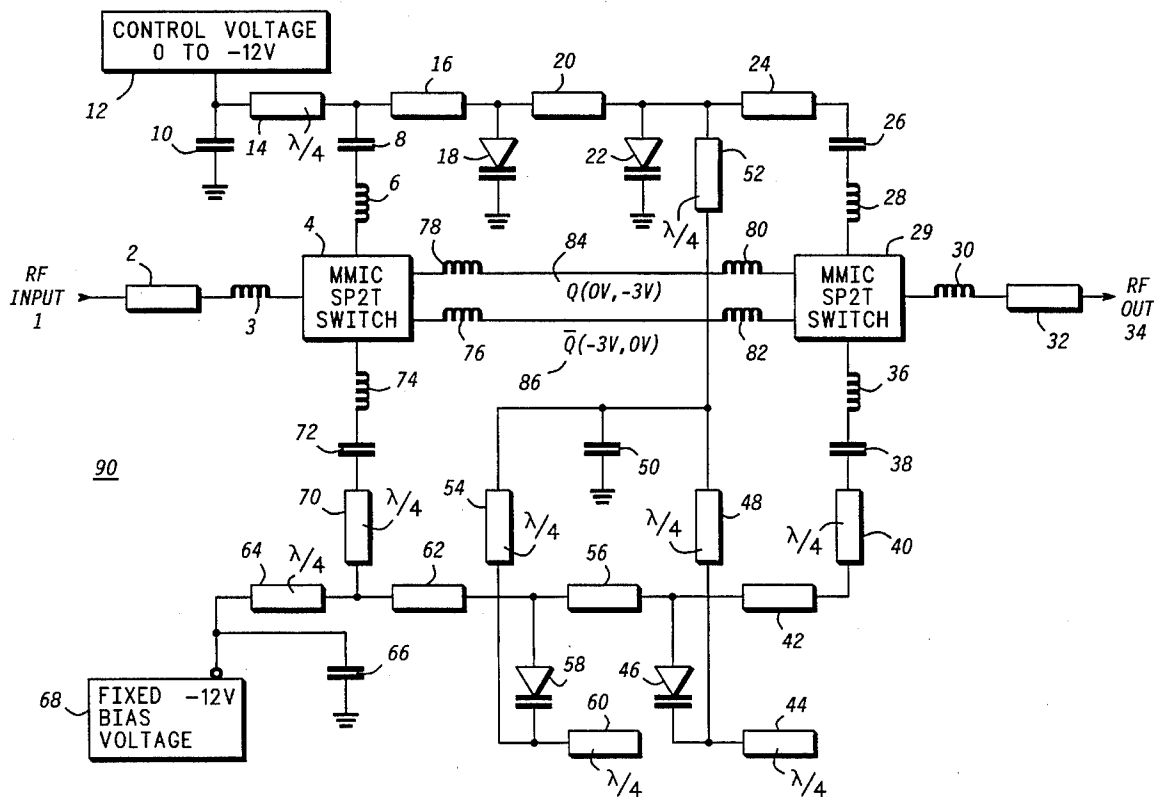 CONTROL VOLTAGE
0 TO -12V
12
10
14
λ/4
8
6
16
18
20
22
24
26
28
52
λ/4
RF
INPUT
1
2
3
4
MMIC
SP2T
SWITCH
78
84
Q(0V,-3V)
80
76
Q̅(-3V,0V)
86
82
29
MMIC
SP2T
SWITCH
30
32
RF
OUT
34
74
72
90
70
λ/4
50
54
λ/4
48
λ/4
36
38
40
λ/4
64
λ/4
62
56
42
66
58
46
60
λ/4
44
λ/4
68
FIXED -12V
BIAS
VOLTAGE